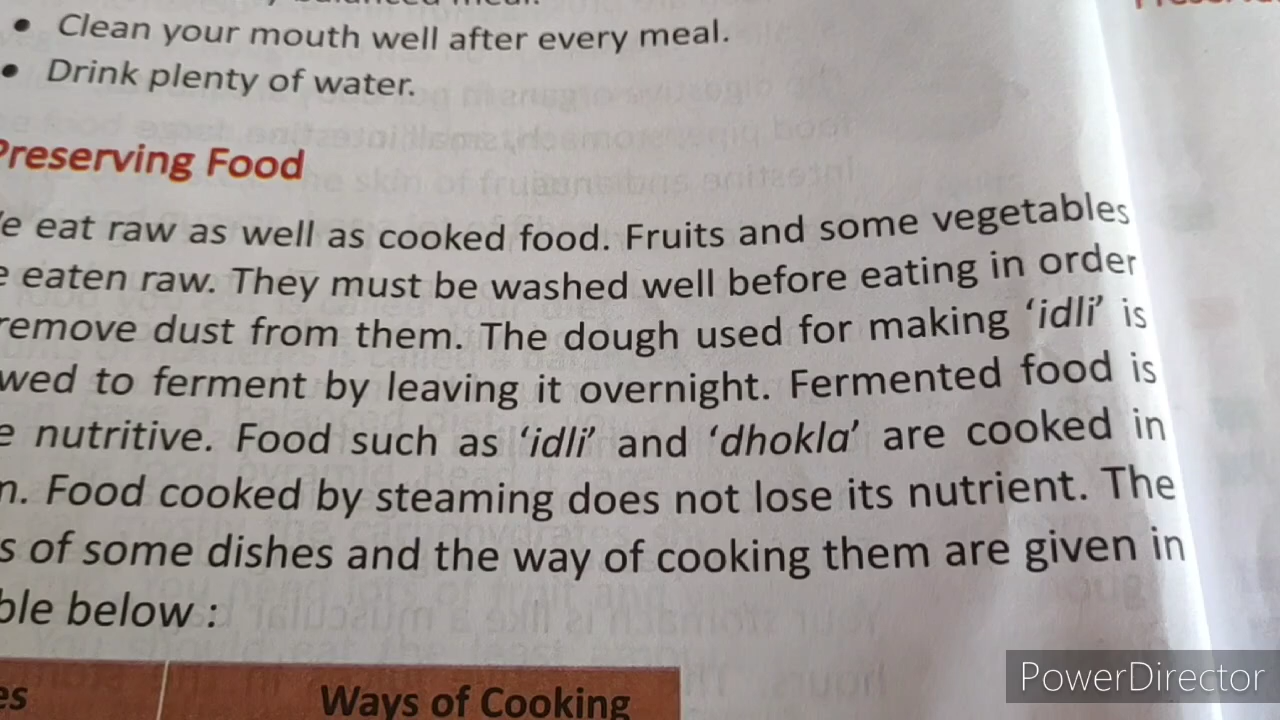 • Clean your mouth well after every meal.
• Drink plenty of water.
Preserving Food
eat raw as well as cooked food. Fruits and some vegetables
eaten raw. They must be washed well before eating in order
remove dust from them. The dough used for making ‘idli’ is
to ferment by leaving it overnight. Fermented food is
nutritive. Food such as ‘idli’ and ‘dhokla’ are cooked in
Food cooked by steaming does not lose its nutrient. The
of some dishes and the way of cooking them are given in
below :
Ways of Cooking
PowerDirector